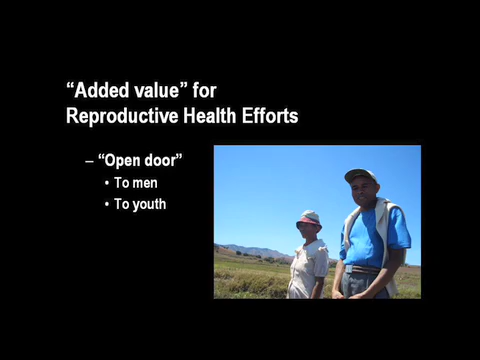 “Added value” for
Reproductive Health Efforts
– “Open door”
• To men
• To youth